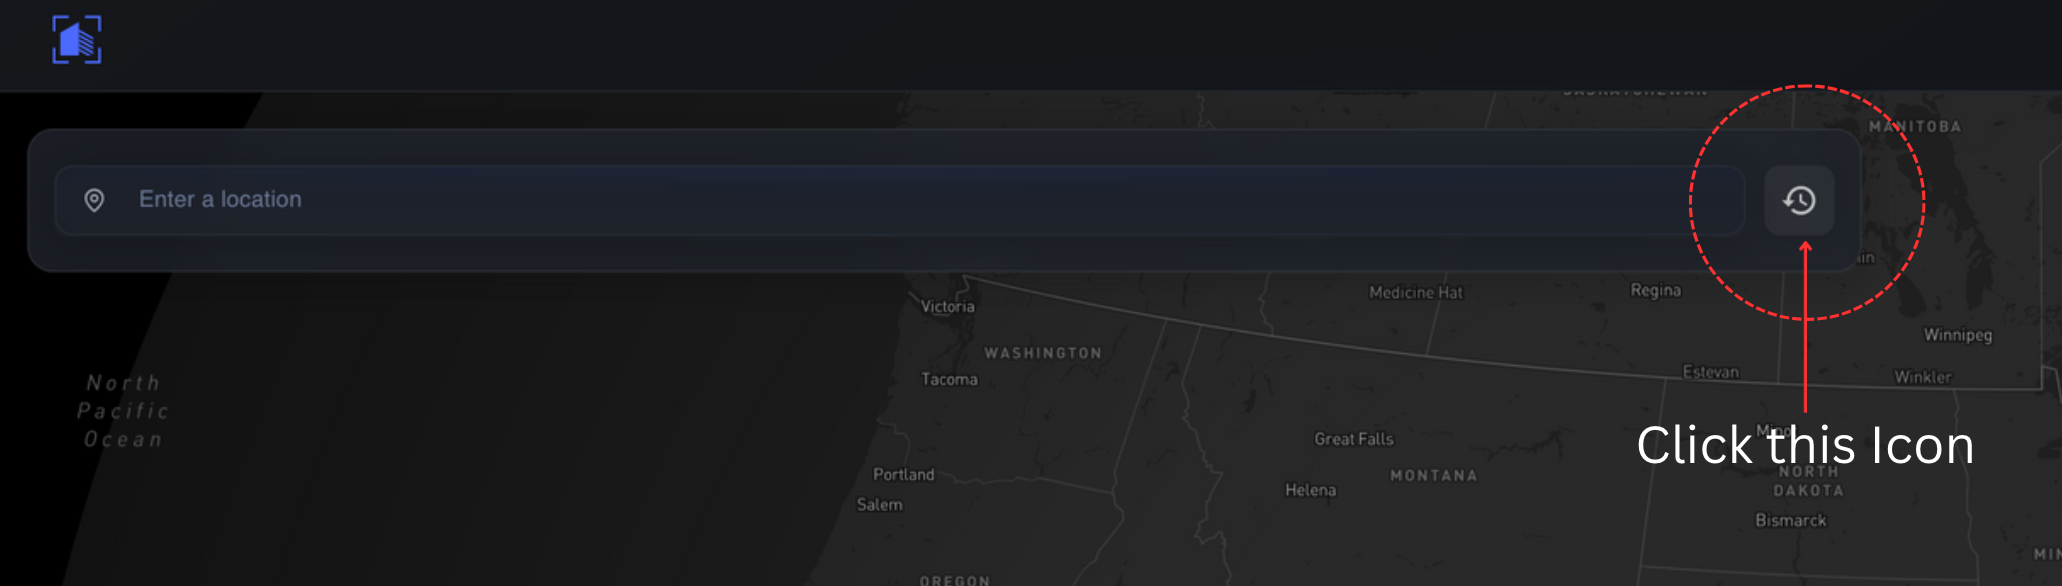 SASKATCHEWAN
MANITOBA
Enter a location
Medicine Hat
Regina
Victoria
Winnipeg
WASHINGTON
Tacoma
Estevan
Winkler
North
Pacific
Ocean
Great Falls
Click this Icon
Portland
MONTANA
NORTH
DAKOTA
Helena
Salem
Bismarck
OREGON